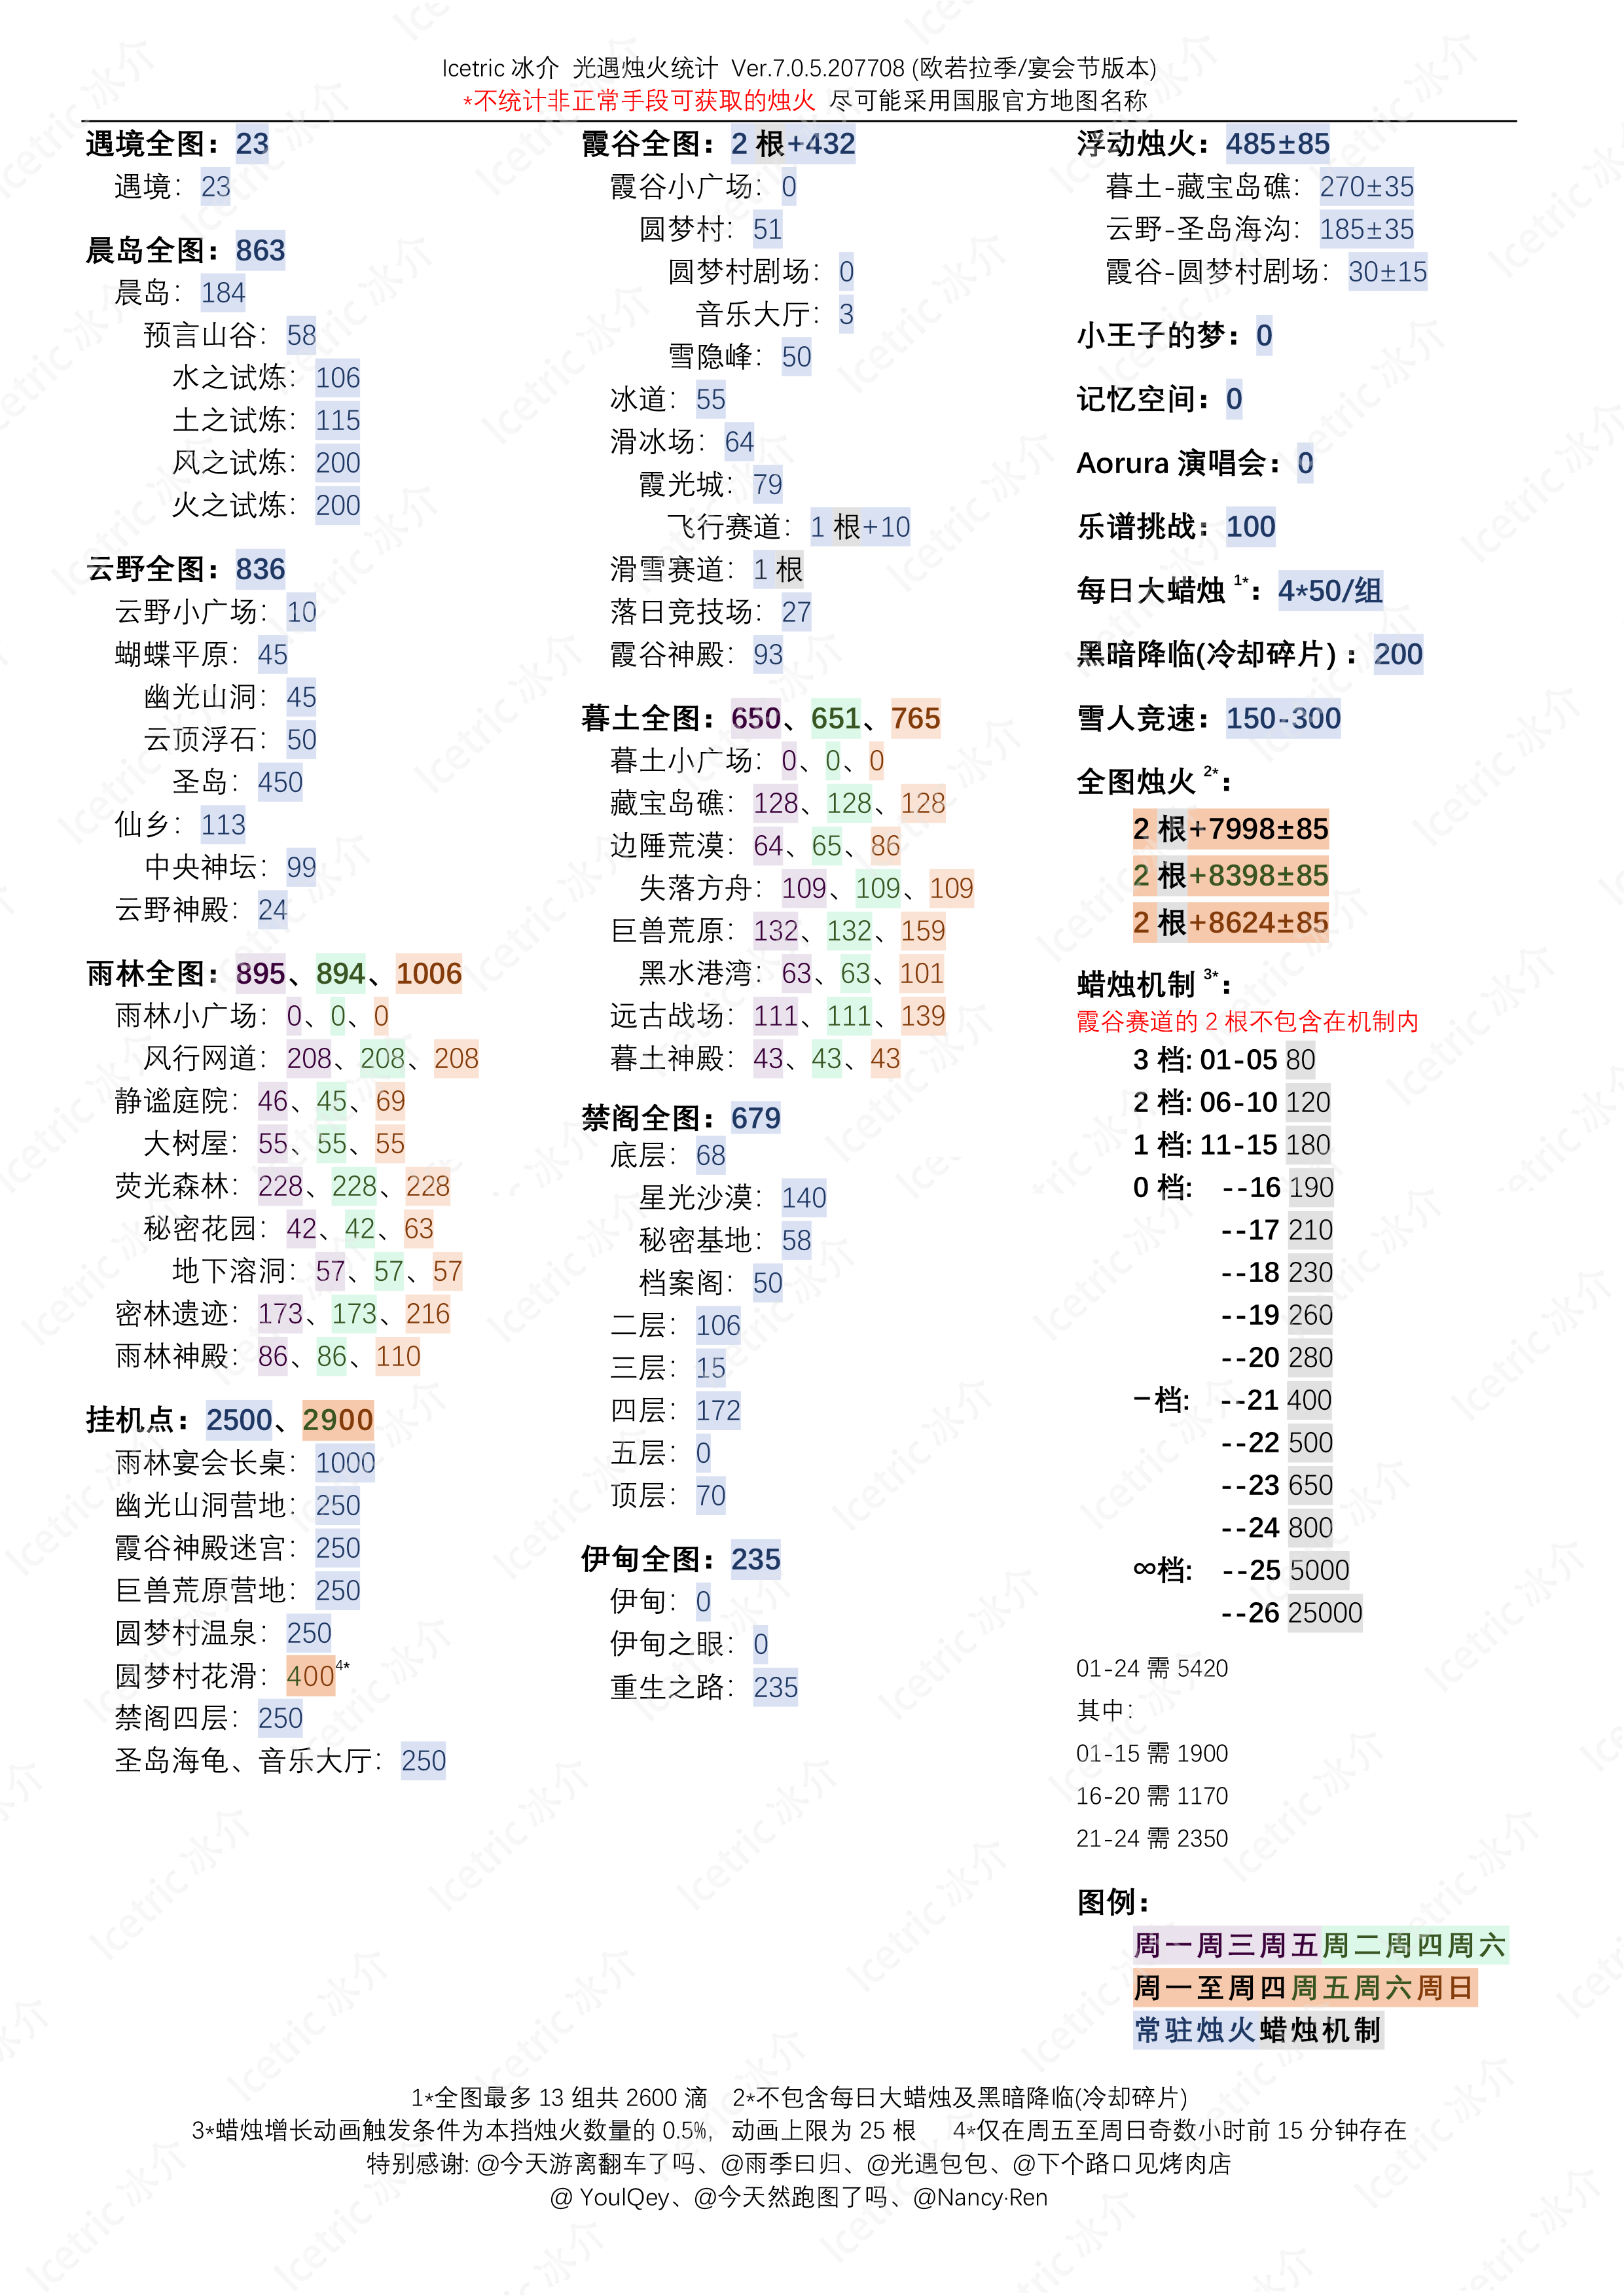 Icetric 冰介 光遇烛火统计 Ver.7.0.5.207708 (欧若拉季/宴会节版本)
*不统计非正常手段可获取的烛火 尽可能采用国服官方地图名称
遇境全图：23
遇境：23
晨岛全图：863
晨岛：184
预言山谷：58
水之试炼：106
土之试炼：115
风之试炼：200
火之试炼：200
云野全图：836
云野小广场：10
蝴蝶平原：45
幽光山洞：45
云顶浮石：50
圣岛：450
仙乡：113
中央神坛：99
云野神殿：24
雨林全图：895、894、1006
雨林小广场：0、0、0
风行网道：208、208、208
静谧庭院：46、45、69
大树屋：55、55、55
荧光森林：228、228、228
秘密花园：42、42、63
地下溶洞：57、57、57
密林遗迹：173、173、216
雨林神殿：86、86、110
挂机点：2500、2900
雨林宴会长桌：1000
幽光山洞营地：250
霞谷神殿迷宫：250
巨兽荒原营地：250
圆梦村温泉：250
圆梦村花滑：400 4*
禁阁四层：250
圣岛海龟、音乐大厅：250
霞谷全图：2 根+432
霞谷小广场：0
圆梦村：51
圆梦村剧场：0
音乐大厅：3
雪隐峰：50
冰道：55
滑冰场：64
霞光城：79
飞行赛道：1 根+10
滑雪赛道：1 根
落日竞技场：27
霞谷神殿：93
暮土全图：650、651、765
暮土小广场：0、0、0
藏宝岛礁：128、128、128
边陲荒漠：64、65、86
失落方舟：109、109、109
巨兽荒原：132、132、159
黑水港湾：63、63、101
远古战场：111、111、139
暮土神殿：43、43、43
禁阁全图：679
底层：68
星光沙漠：140
秘密基地：58
档案阁：50
二层：106
三层：15
四层：172
五层：0
顶层：70
伊甸全图：235
伊甸：0
伊甸之眼：0
重生之路：235
浮动烛火：485±85
暮土-藏宝岛礁：270±35
云野-圣岛海沟：185±35
霞谷-圆梦村剧场：30±15
小王子的梦：0
记忆空间：0
Aorura 演唱会：0
乐谱挑战：100
每日大蜡烛 1*：4*50/组
黑暗降临(冷却碎片)：200
雪人竞速：150-300
全图烛火 2*：
2 根+7998±85
2 根+8398±85
2 根+8624±85
蜡烛机制 3*：
霞谷赛道的 2 根不包含在机制内
3 档: 01-05 80
2 档: 06-10 120
1 档: 11-15 180
0 档: --16 190
--17 210
--18 230
--19 260
--20 280
−档: --21 400
--22 500
--23 650
--24 800
∞档: --25 5000
--26 25000
01-24 需 5420
其中：
01-15 需 1900
16-20 需 1170
21-24 需 2350
图例：
周一周三周五周二周四周六
周一至周四周五周六周日
常驻烛火蜡烛机制
1*全图最多 13 组共 2600 滴 2*不包含每日大蜡烛及黑暗降临(冷却碎片)
3*蜡烛增长动画触发条件为本挡烛火数量的 0.5%，动画上限为 25 根 4*仅在周五至周日奇数小时前 15 分钟存在
特别感谢: @今天游离翻车了吗、@雨季曰归、@光遇包包、@下个路口见烤肉店
@ YoulQey、@今天然跑图了吗、@Nancy·Ren